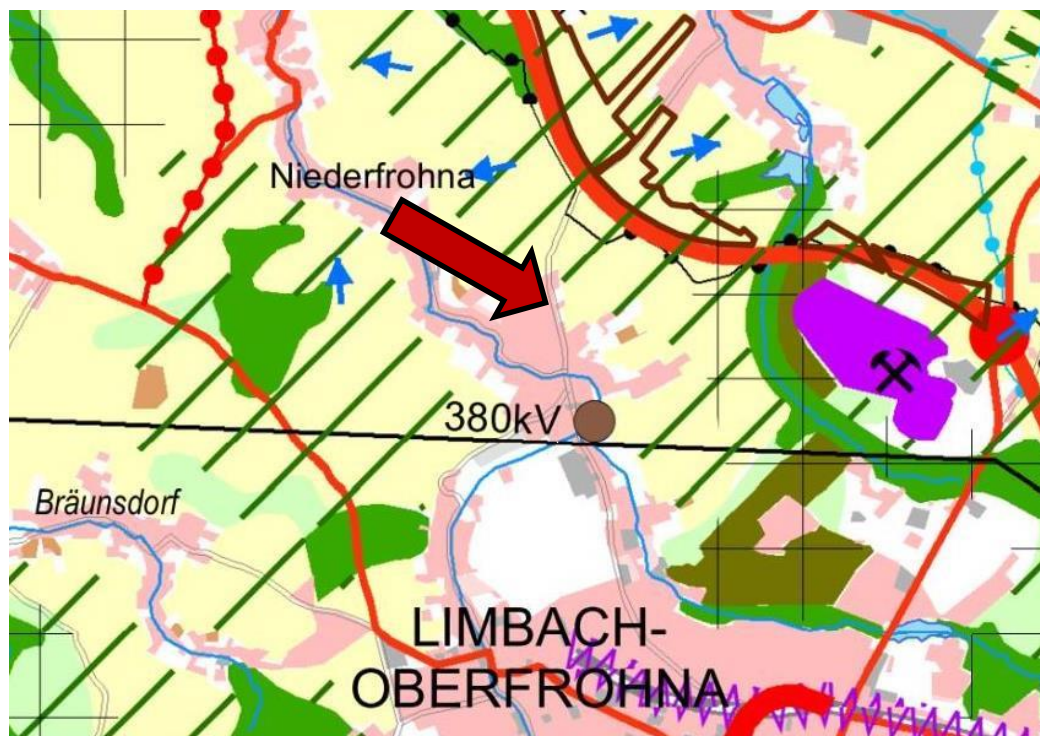 Niederfrohna
380kV
Bräunsdorf
LIMBACH-
OBERFROHNA